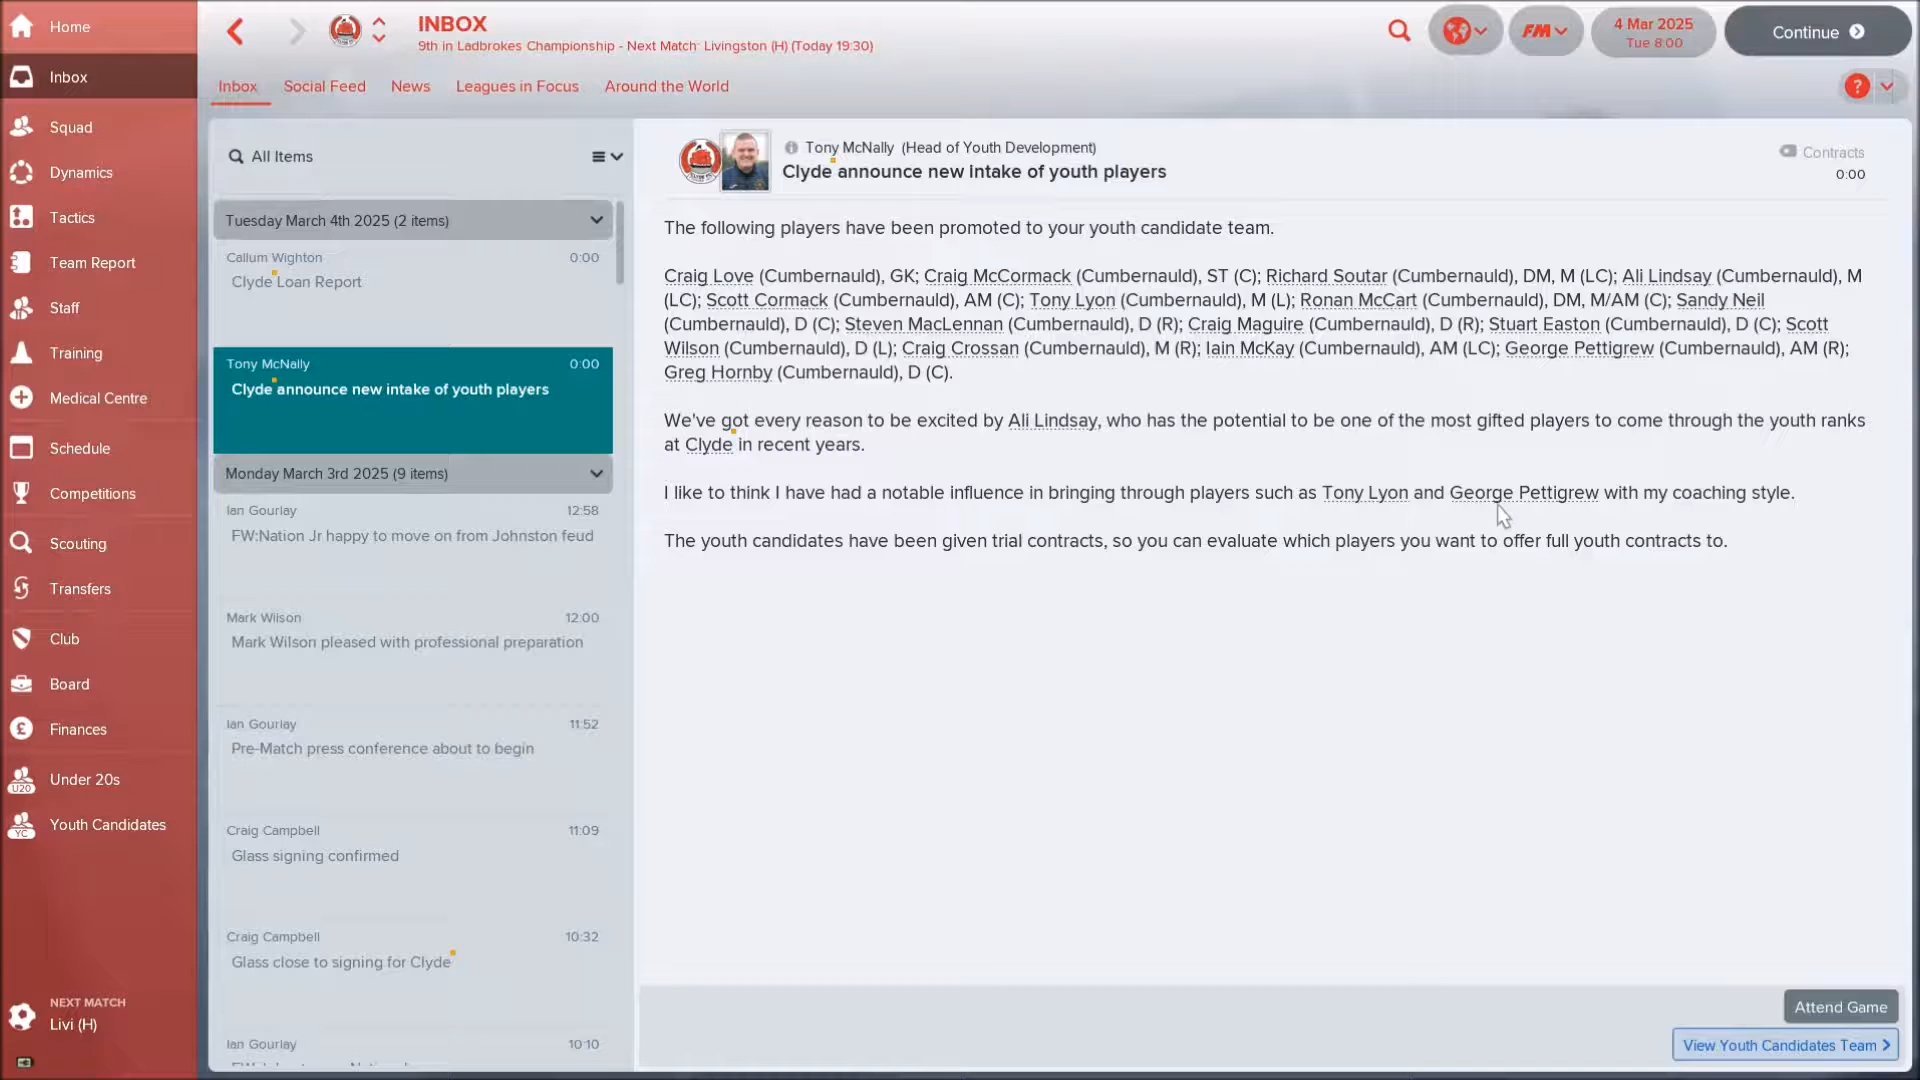 Home
Inbox
Squad
Dynamics
Tactics
Team Report
Staff
Training
Medical Centre
Schedule
Competitions
Scouting
Transfers
Club
Board
Finances
U20
Under 20s
YC
Youth Candidates
NEXT MATCH
Livi (H)
INBOX
9th in Ladbrokes Championship - Next Match: Livingston (H) (Today 19:30)
FM
4 Mar 2025
Tue 8:00
Continue
Inbox Social Feed News Leagues in Focus Around the World
?
All Items
Tuesday March 4th 2025 (2 items)
Callum Wighton 0:00
Clyde Loan Report
Tony McNally 0:00
Clyde announce new intake of youth players
Monday March 3rd 2025 (9 items)
Ian Gourlay 12:58
FW:Nation Jr happy to move on from Johnston feud
Mark Wilson 12:00
Mark Wilson pleased with professional preparation
Ian Gourlay 11:52
Pre-Match press conference about to begin
Craig Campbell 11:09
Glass signing confirmed
Craig Campbell 10:32
Glass close to signing for Clyde
Ian Gourlay 10:10
Tony McNally (Head of Youth Development)
Clyde announce new intake of youth players
Contracts
0:00
The following players have been promoted to your youth candidate team.
Craig Love (Cumbernauld), GK; Craig McCormack (Cumbernauld), ST (C); Richard Soutar (Cumbernauld), DM, M (LC); Ali Lindsay (Cumbernauld), M
(LC); Scott Cormack (Cumbernauld), AM (C); Tony Lyon (Cumbernauld), M (L); Ronan McCart (Cumbernauld), DM, M/AM (C); Sandy Neil
(Cumbernauld), D (C); Steven MacLennan (Cumbernauld), D (R); Craig Maguire (Cumbernauld), D (R); Stuart Easton (Cumbernauld), D (C); Scott
Wilson (Cumbernauld), D (L); Craig Crossan (Cumbernauld), M (R); Iain McKay (Cumbernauld), AM (LC); George Pettigrew (Cumbernauld), AM (R);
Greg Hornby (Cumbernauld), D (C).
We've got every reason to be excited by Ali Lindsay, who has the potential to be one of the most gifted players to come through the youth ranks
at Clyde in recent years.
I like to think I have had a notable influence in bringing through players such as Tony Lyon and George Pettigrew with my coaching style.
The youth candidates have been given trial contracts, so you can evaluate which players you want to offer full youth contracts to.
Attend Game
View Youth Candidates Team